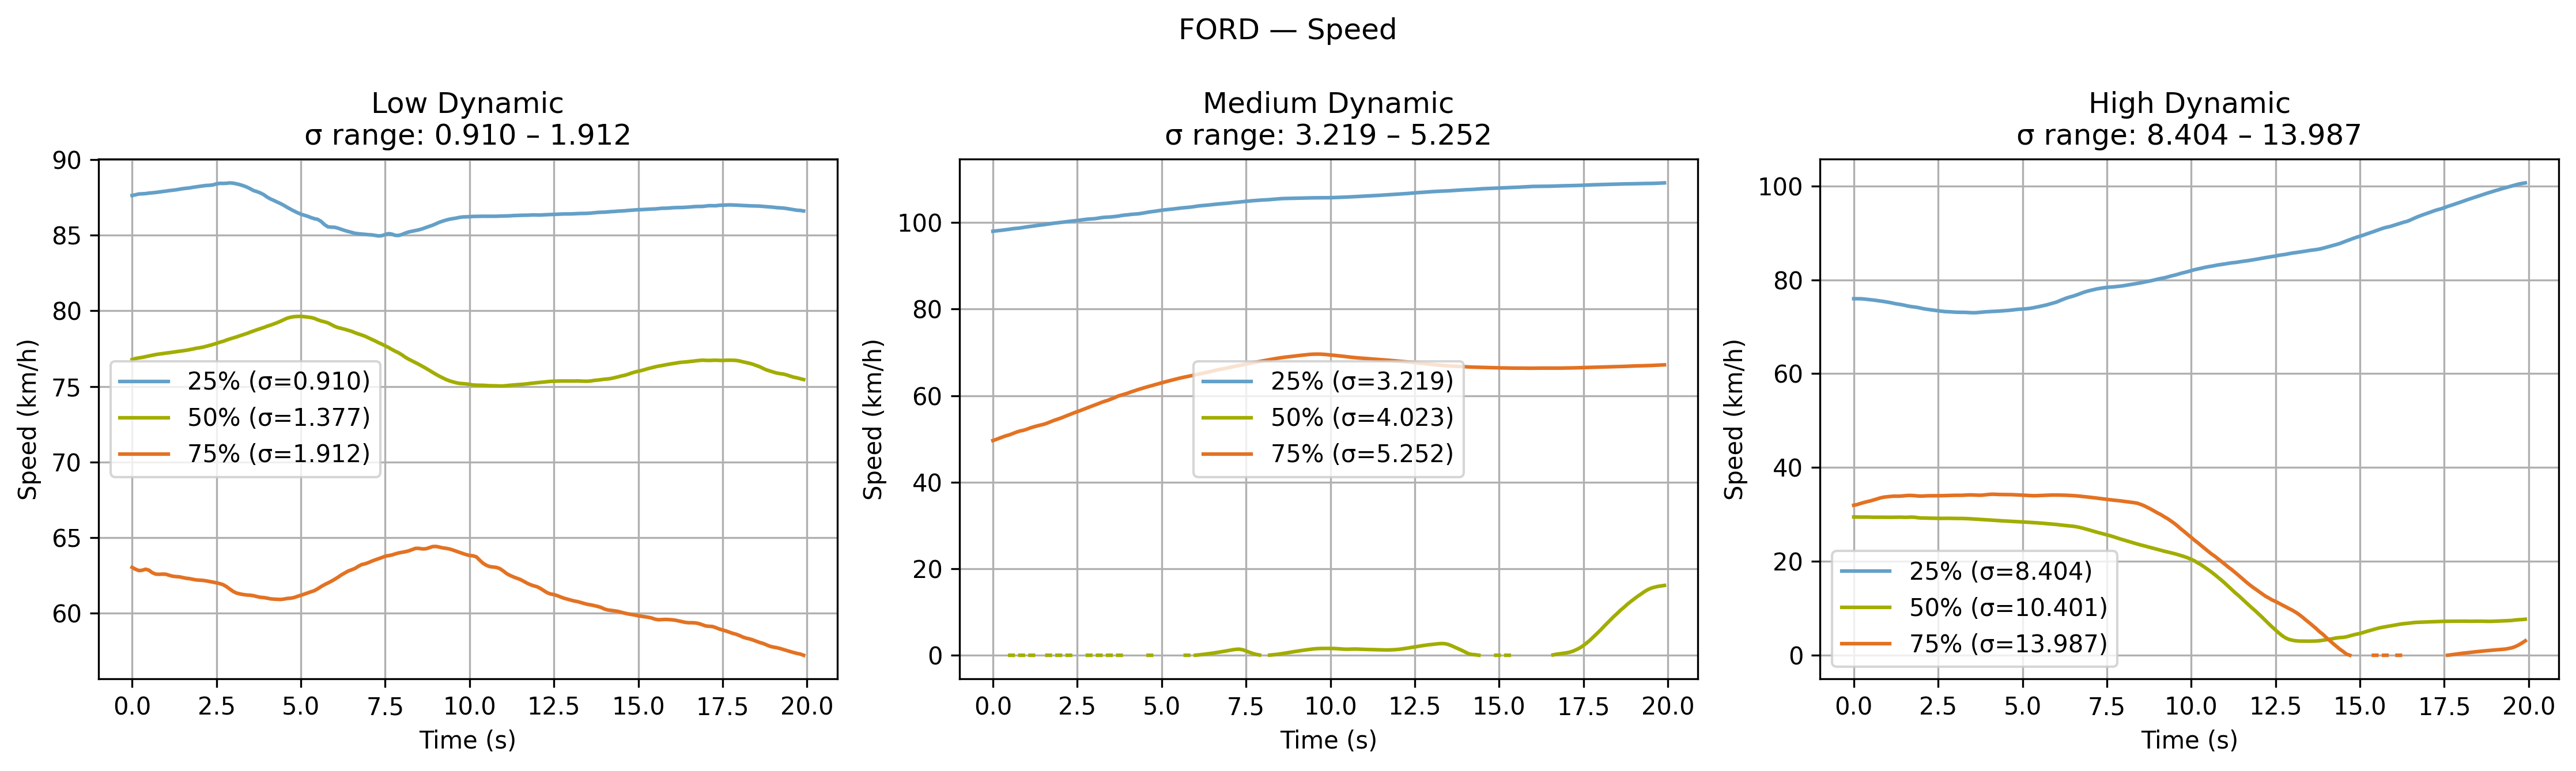 FORD — Speed
Low Dynamic
σ range: 0.910 – 1.912
90
85
80
75
70
65
60
Speed (km/h)
25% (σ=0.910)
50% (σ=1.377)
75% (σ=1.912)
0.0 2.5 5.0 7.5 10.0 12.5 15.0 17.5 20.0
Time (s)
Medium Dynamic
σ range: 3.219 – 5.252
100
80
60
40
20
0
Speed (km/h)
25% (σ=3.219)
50% (σ=4.023)
75% (σ=5.252)
0.0 2.5 5.0 7.5 10.0 12.5 15.0 17.5 20.0
Time (s)
High Dynamic
σ range: 8.404 – 13.987
100
80
60
40
20
0
Speed (km/h)
25% (σ=8.404)
50% (σ=10.401)
75% (σ=13.987)
0.0 2.5 5.0 7.5 10.0 12.5 15.0 17.5 20.0
Time (s)